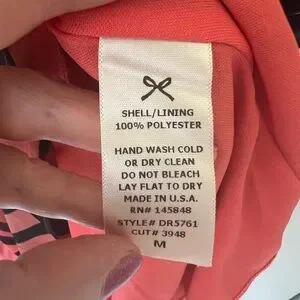 SHELL/LINING
100% POLYESTER
HAND WASH COLD
OR DRY CLEAN
DO NOT BLEACH
LAY FLAT TO DRY
MADE IN U.S.A.
RN# 145848
STYLE# DR5761
CUT# 3948
M